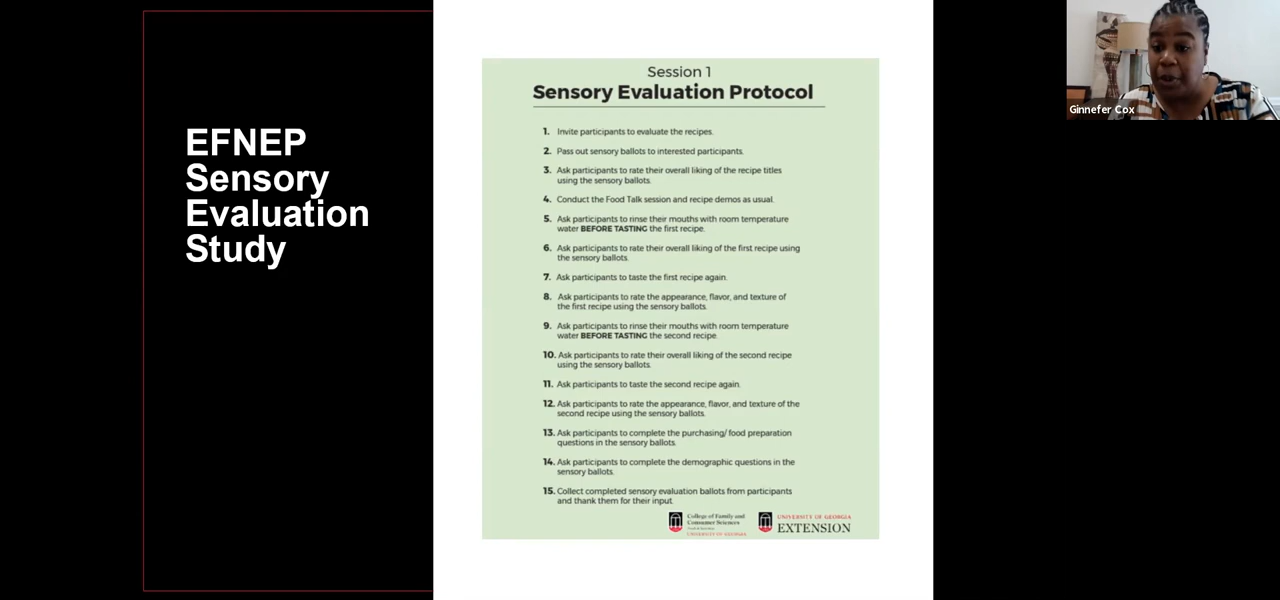 EFNEP
Sensory
Evaluation
Study
Session 1
Sensory Evaluation Protocol
1. Invite participants to evaluate the recipes.
2. Pass out sensory ballots to interested participants.
3. Ask participants to rate their overall liking of the recipe titles
using the sensory ballots.
4. Conduct the Food Talk session and recipe demos as usual.
5. Ask participants to rinse their mouths with room temperature
water BEFORE TASTING the first recipe.
6. Ask participants to rate their overall liking of the first recipe using
the sensory ballots.
7. Ask participants to taste the first recipe again.
8. Ask participants to rate the appearance, flavor, and texture of
the first recipe using the sensory ballots.
9. Ask participants to rinse their mouths with room temperature
water BEFORE TASTING the second recipe.
10. Ask participants to rate their overall liking of the second recipe
using the sensory ballots.
11. Ask participants to taste the second recipe again.
12. Ask participants to rate the appearance, flavor, and texture of the
second recipe using the sensory ballots.
13. Ask participants to complete the purchasing/ food preparation
questions in the sensory ballots.
14. Ask participants to complete the demographic questions in the
sensory ballots.
15. Collect completed sensory evaluation ballots from participants
and thank them for their input.
College of Family and
Consumer Sciences
UNIVERSITY OF GEORGIA
UNIVERSITY OF GEORGIA
EXTENSION
Ginnefer Cox